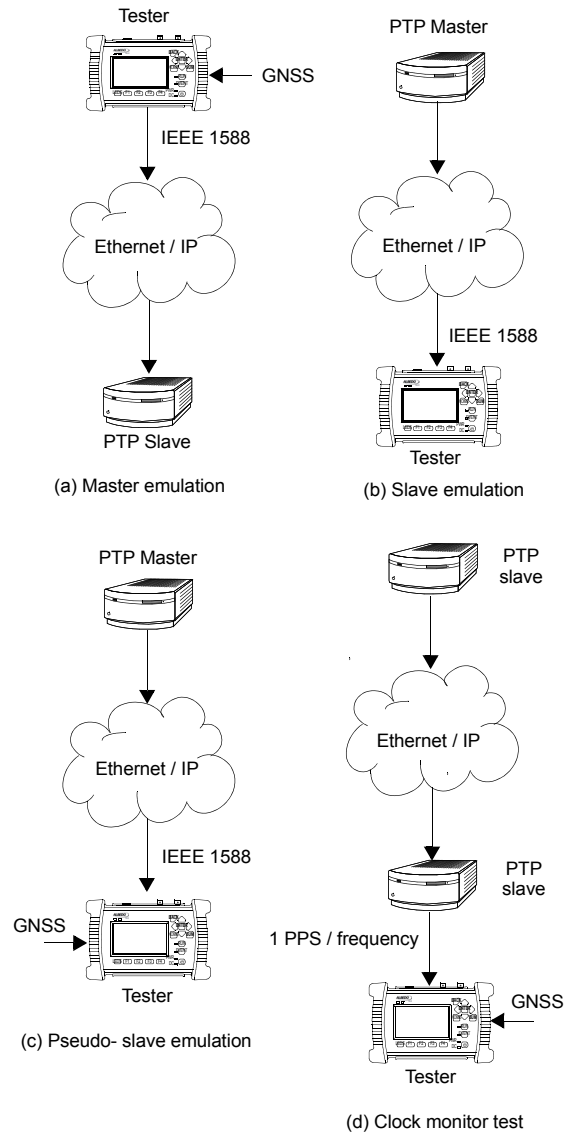 Tester
GNSS
IEEE 1588
Ethernet / IP
PTP Slave
(a) Master emulation
PTP Master
Ethernet / IP
IEEE 1588
Tester
(b) Slave emulation
PTP Master
Ethernet / IP
IEEE 1588
GNSS
Tester
(c) Pseudo- slave emulation
PTP
slave
Ethernet / IP
PTP
slave
1 PPS / frequency
GNSS
Tester
(d) Clock monitor test